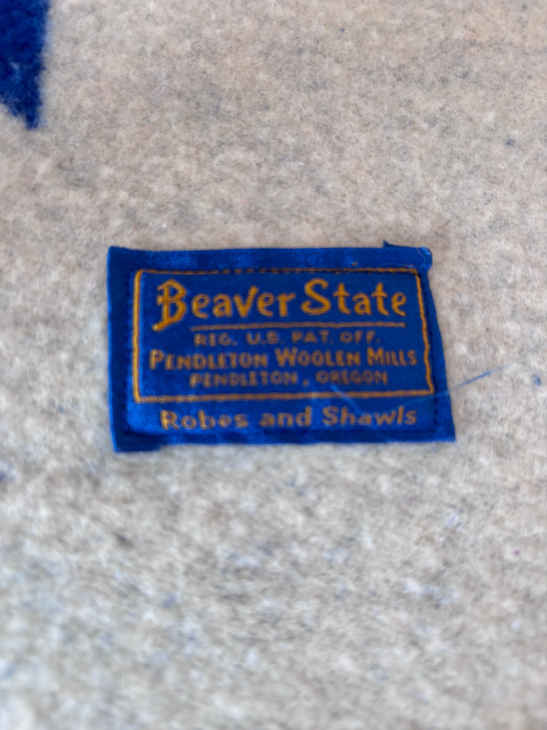 Beaver State
REG. U.S. PAT. OFF.
PENDLETON WOOLEN MILLS
PENDLETON, OREGON
Robes and Shawls